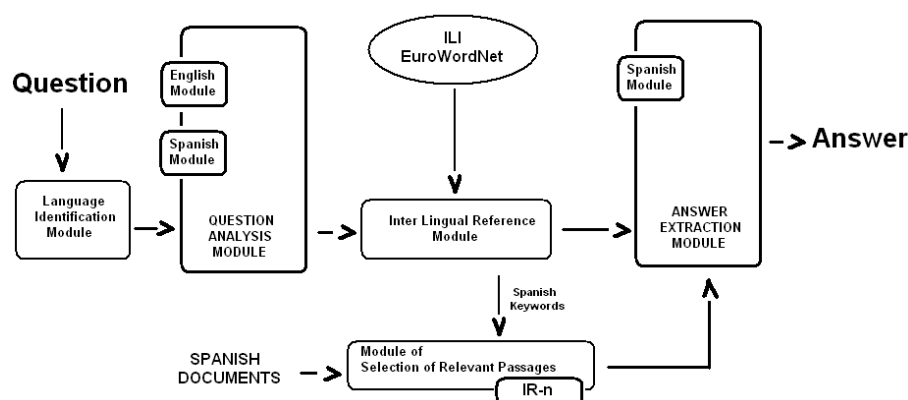 Question
Language
Identification
Module
English
Module
Spanish
Module
QUESTION
ANALYSIS
MODULE
ILI
EuroWordNet
Inter Lingual Reference
Module
Spanish
Keywords
SPANISH
DOCUMENTS
Module of
Selection of Relevant Passages
IR-n
Spanish
Module
ANSWER
EXTRACTION
MODULE
Answer